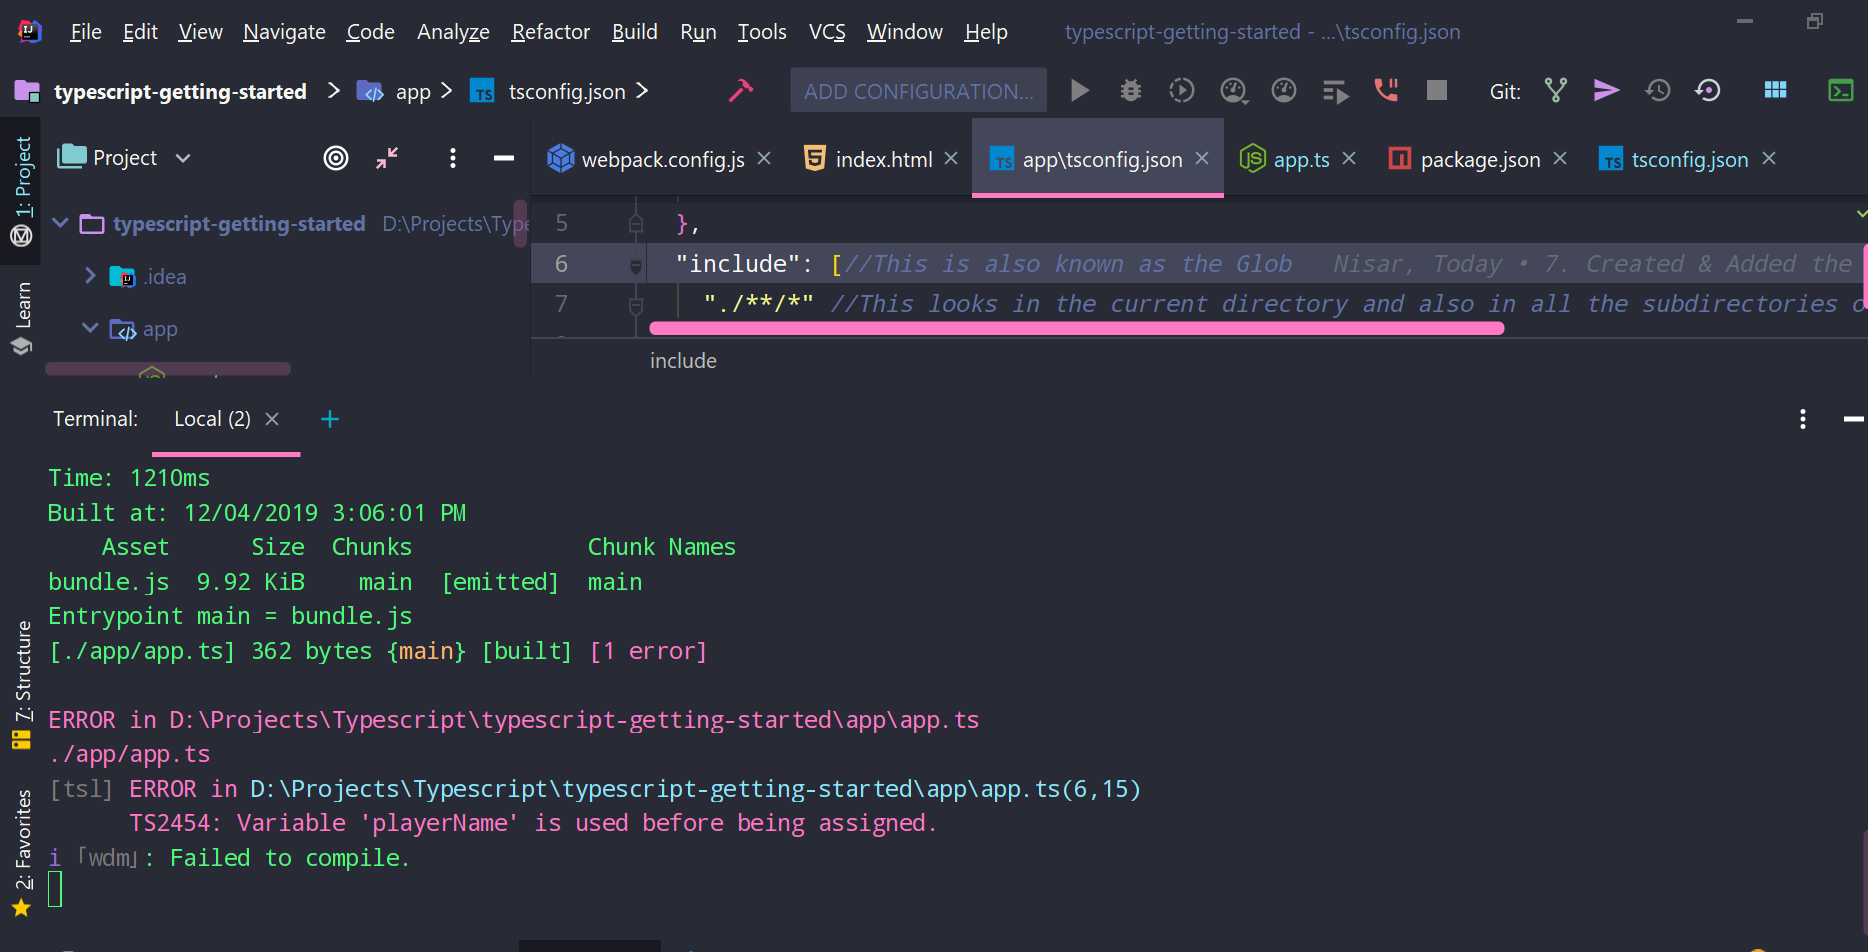 File Edit View Navigate Code Analyze Refactor Build Run Tools VCS Window Help typescript-getting-started - ...\tsconfig.json
typescript-getting-started app TS tsconfig.json ADD CONFIGURATION... Git:
1: Project
Learn
7: Structure
2: Favorites
Project
typescript-getting-started D:\Projects\Type
.idea
app
webpack.config.js index.html TS app\tsconfig.json JS app.ts package.json TS tsconfig.json
5 },
6 "include": [//This is also known as the Glob Nisar, Today • 7. Created & Added the
7 "./**/*" //This looks in the current directory and also in all the subdirectories o
include
Terminal: Local (2) +
Time: 1210ms
Built at: 12/04/2019 3:06:01 PM
Asset Size Chunks Chunk Names
bundle.js 9.92 KiB main [emitted] main
Entrypoint main = bundle.js
[./app/app.ts] 362 bytes {main} [built] [1 error]
ERROR in D:\Projects\Typescript\typescript-getting-started\app\app.ts
./app/app.ts
[tsl] ERROR in D:\Projects\Typescript\typescript-getting-started\app\app.ts(6,15)
TS2454: Variable 'playerName' is used before being assigned.
i ｢wdm｣: Failed to compile.